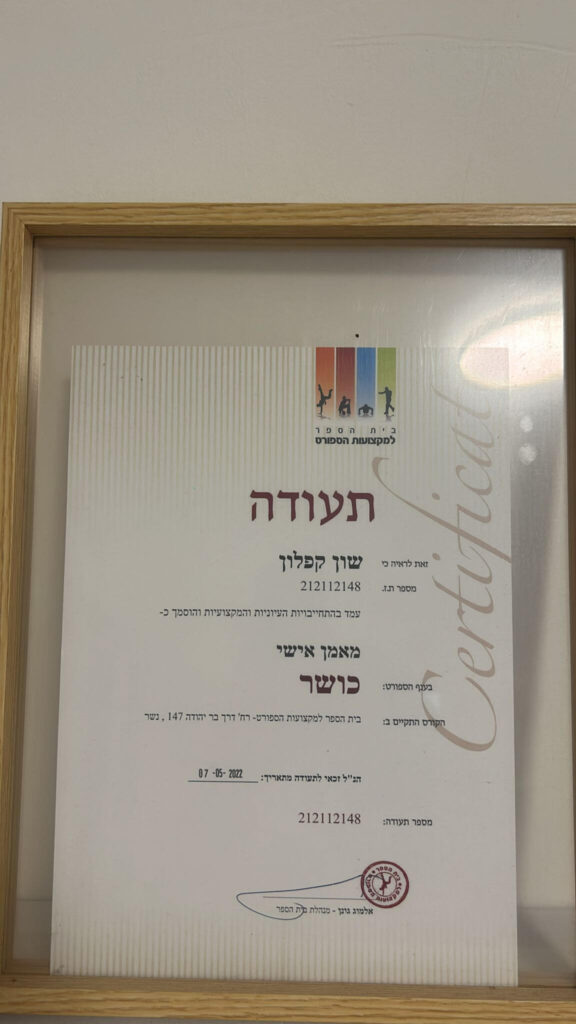 בית הספר
למקצועות הספורט
תעודה
Certificat
זאת לראיה כי שון קפלון
מספר ת.ז. 212112148
עמד בהתחייבויות העיוניות והמקצועיות והוסמך כ-
מאמן אישי
בענף הספורט: כושר
הקורס התקיים ב: בית הספר למקצועות הספורט- רח' דרך בר יהודה 147, נשר
הנ"ל זכאי לתעודה מתאריך: 07-05-2022
מספר תעודה: 212112148
אלמוג גינן - מנהלת בית הספר